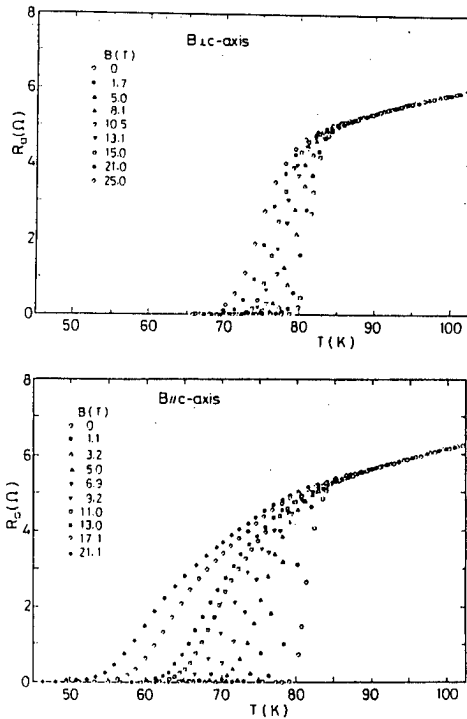 B⊥c-axis
B(T)
0
1.7
5.0
8.1
10.5
13.1
15.0
21.0
25.0
R□(Ω)
8
6
4
2
0
50 60 70 80 90 100
T(K)
B//c-axis
B(T)
0
1.1
3.2
5.0
6.9
9.2
11.0
13.0
17.1
21.1
R□(Ω)
8
6
4
2
0
50 60 70 80 90 100
T(K)